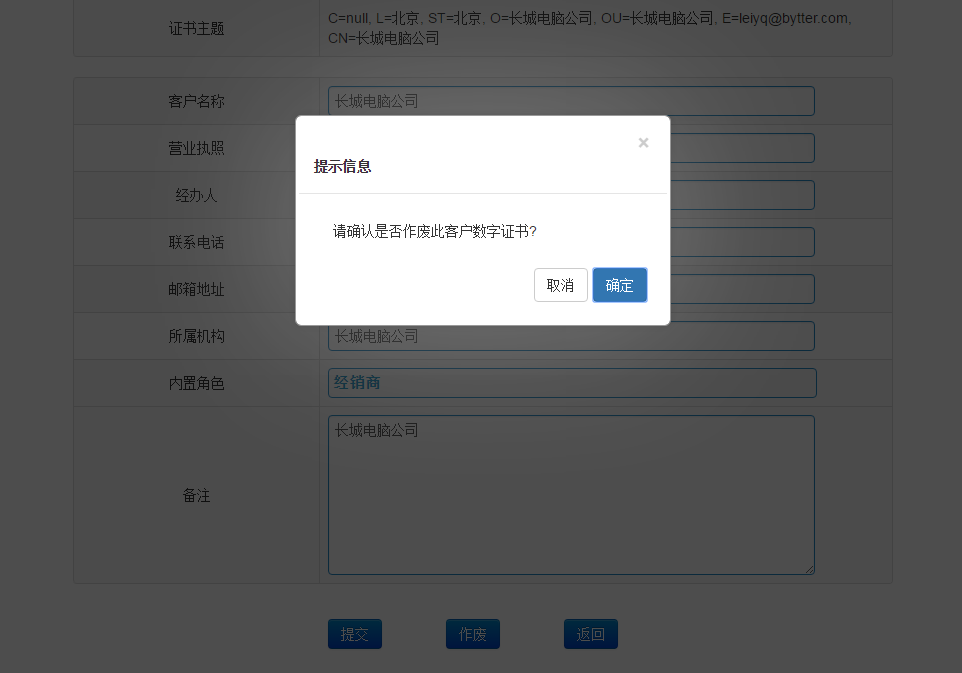 证书主题
C=null, L=北京, ST=北京, O=长城电脑公司, OU=长城电脑公司, E=leiyq@bytter.com,
CN=长城电脑公司
客户名称
长城电脑公司
×
提示信息
营业执照
经办人
请确认是否作废此客户数字证书?
联系电话
取消
确定
邮箱地址
所属机构
长城电脑公司
内置角色
经销商
备注
长城电脑公司
提交
作废
返回